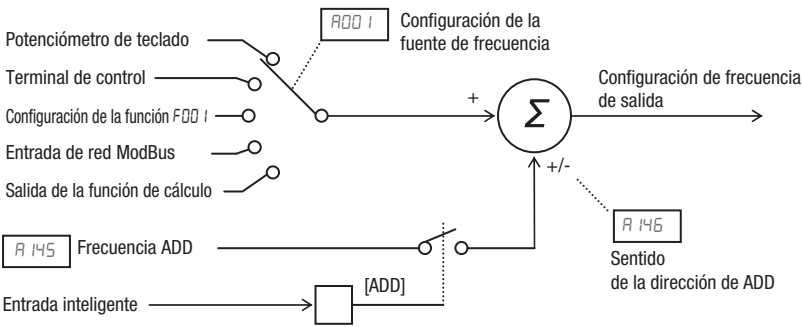 Potenciómetro de teclado
Terminal de control
Configuración de la función F001
Entrada de red ModBus
Salida de la función de cálculo
A001
Configuración de la
fuente de frecuencia
+
Σ
Configuración de frecuencia
de salida
+/-
A146
Sentido
de la dirección de ADD
A145 Frecuencia ADD
[ADD]
Entrada inteligente